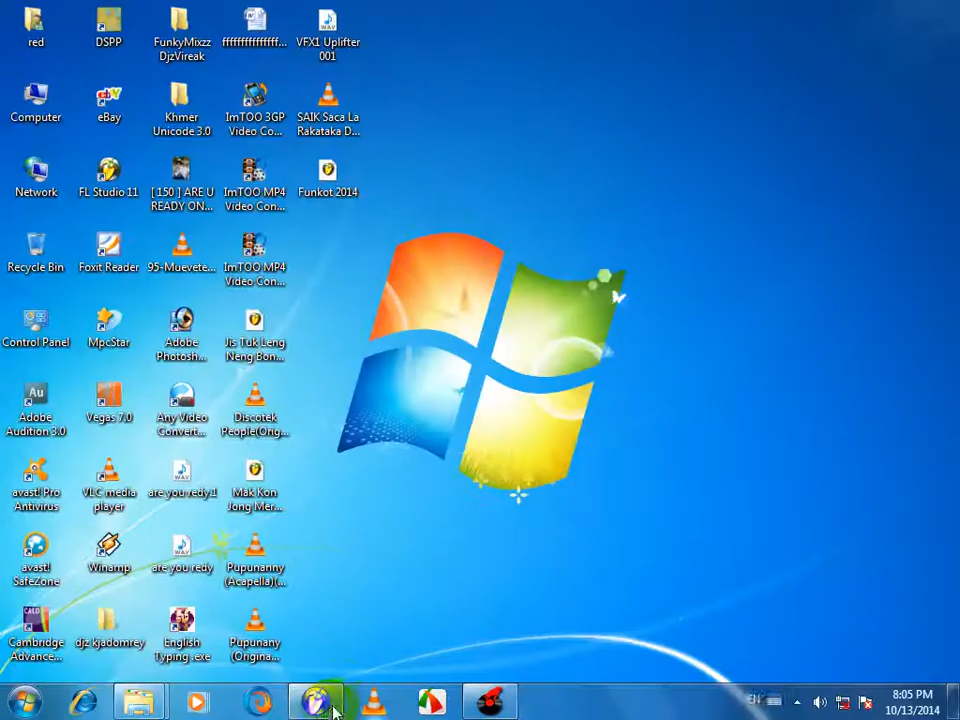 red
DSPP
FunkyMixzz
DjzVireak
ffffffffffffffff...
VFX1 Uplifter
001
Computer
eBay
Khmer
Unicode 3.0
ImTOO 3GP
Video Co...
SAIK Saca La
Rakataka D...
Network
FL Studio 11
[ 150 ] ARE U
READY ON...
ImTOO MP4
Video Con...
Funkot 2014
Recycle Bin
Foxit Reader
95-Muevete...
ImTOO MP4
Video Con...
Control Panel
MpcStar
Adobe
Photosh...
Jis Tuk Leng
Neng Bon...
Au
Adobe
Audition 3.0
Vegas 7.0
Any Video
Convert...
Discotek
People(Orig...
avast! Pro
Antivirus
VLC media
player
are you redy 1
Mak Kon
Jong Mer...
avast!
SafeZone
Winamp
are you redy
Pupunanny
(Acapella)(...
CALD
Cambridge
Advance...
djz kjadomrey
English
Typing .exe
Pupunany
(Origina...
8:05 PM
10/13/2014